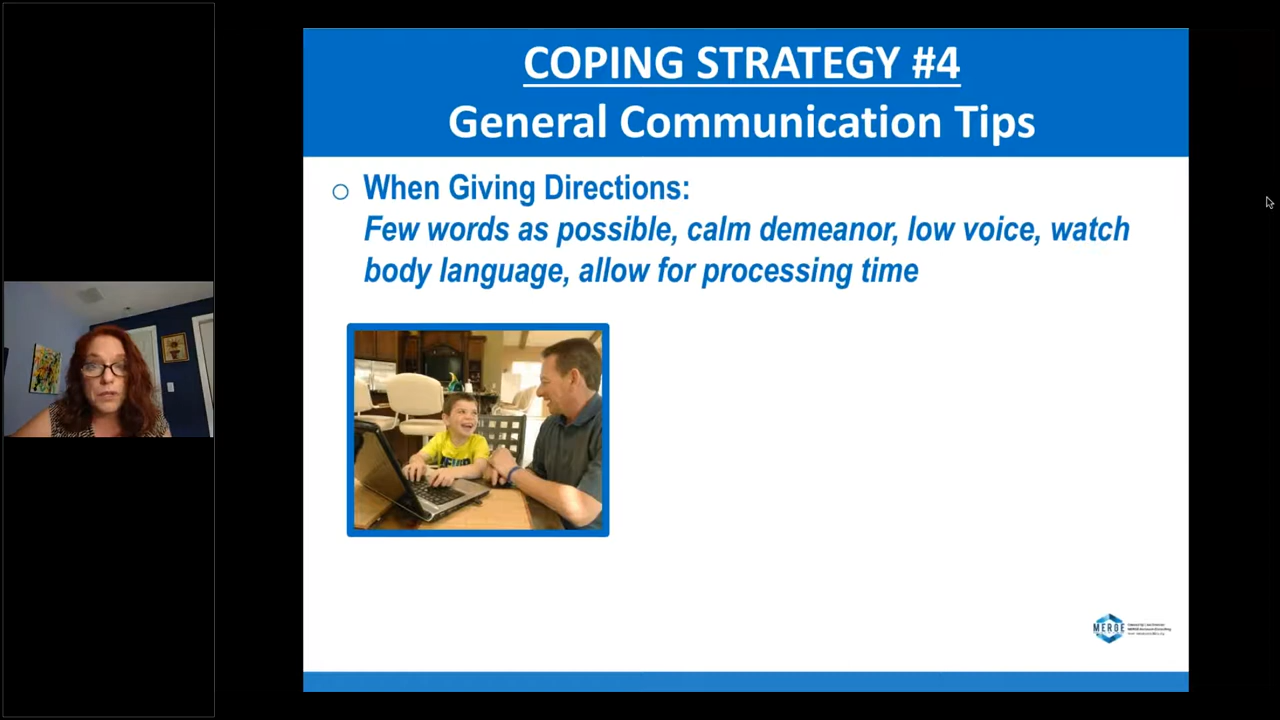 COPING STRATEGY #4
General Communication Tips
When Giving Directions:
Few words as possible, calm demeanor, low voice, watch
body language, allow for processing time
MERGE